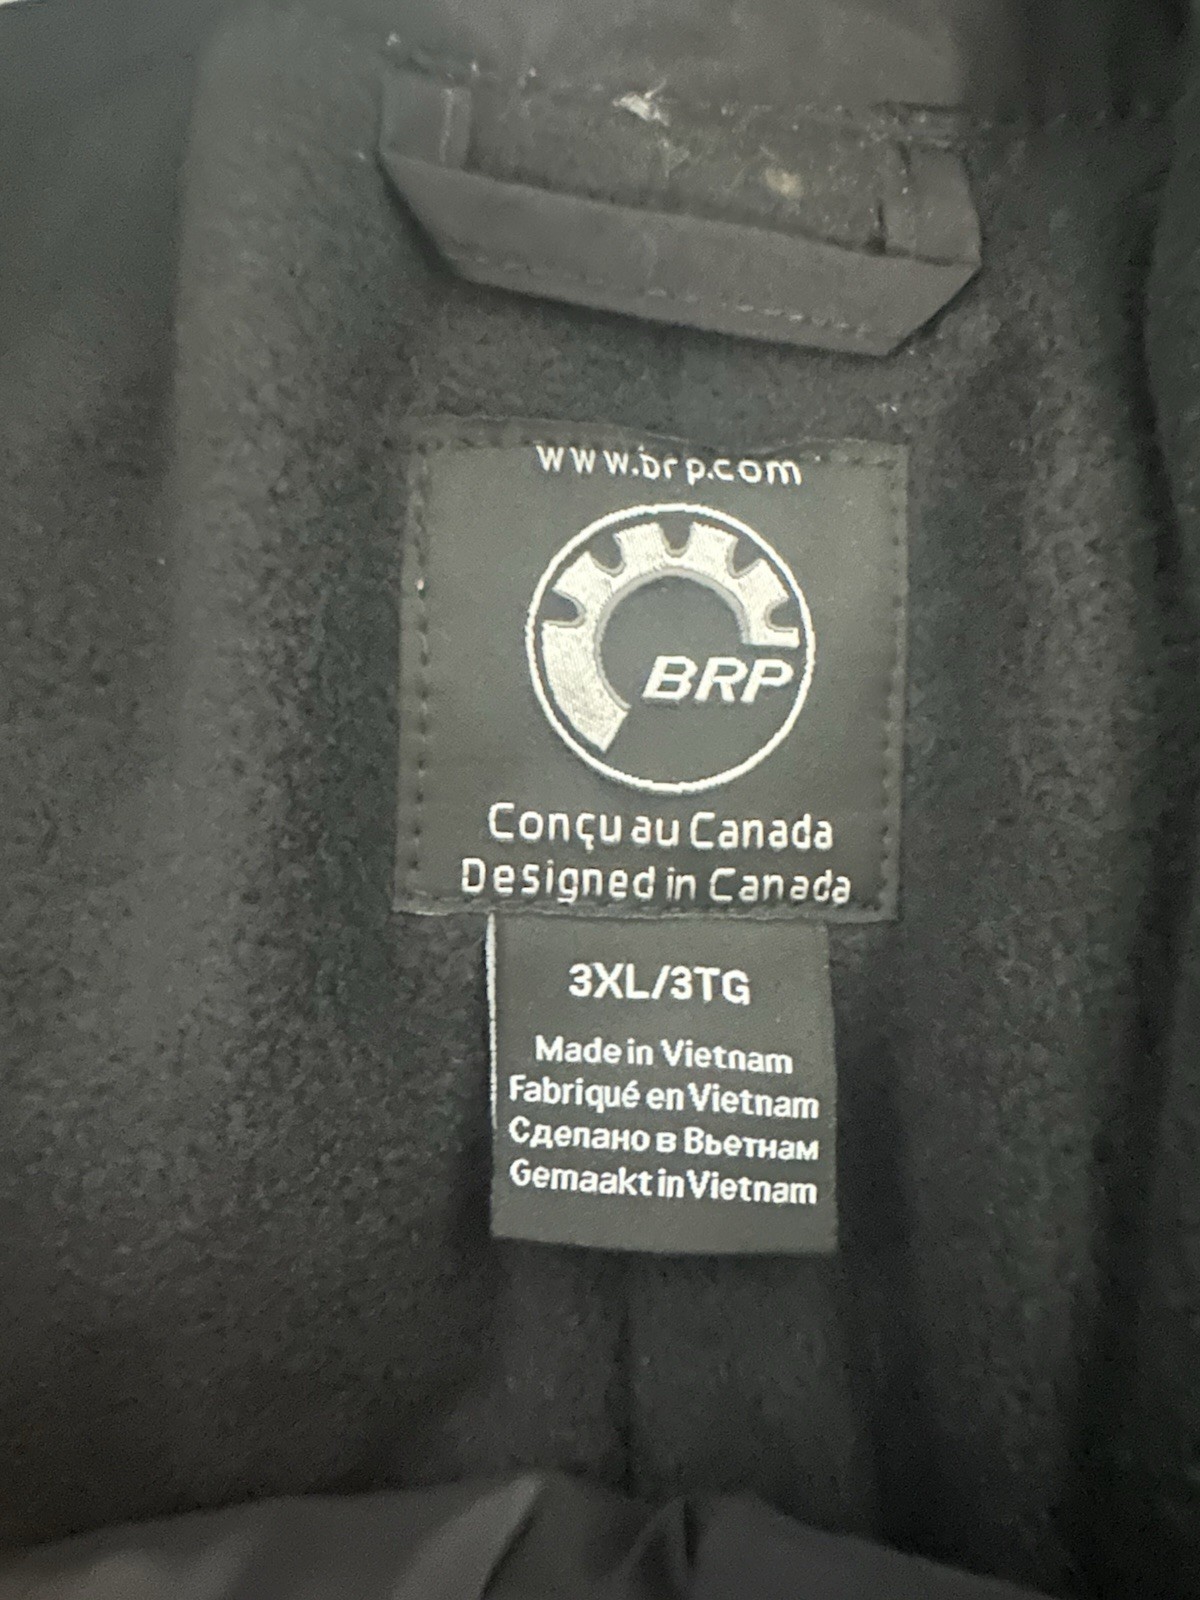 www.brp.com
BRP
Conçu au Canada
Designed in Canada
3XL/3TG
Made in Vietnam
Fabriqué en Vietnam
Сделано в Вьетнам
Gemaakt in Vietnam